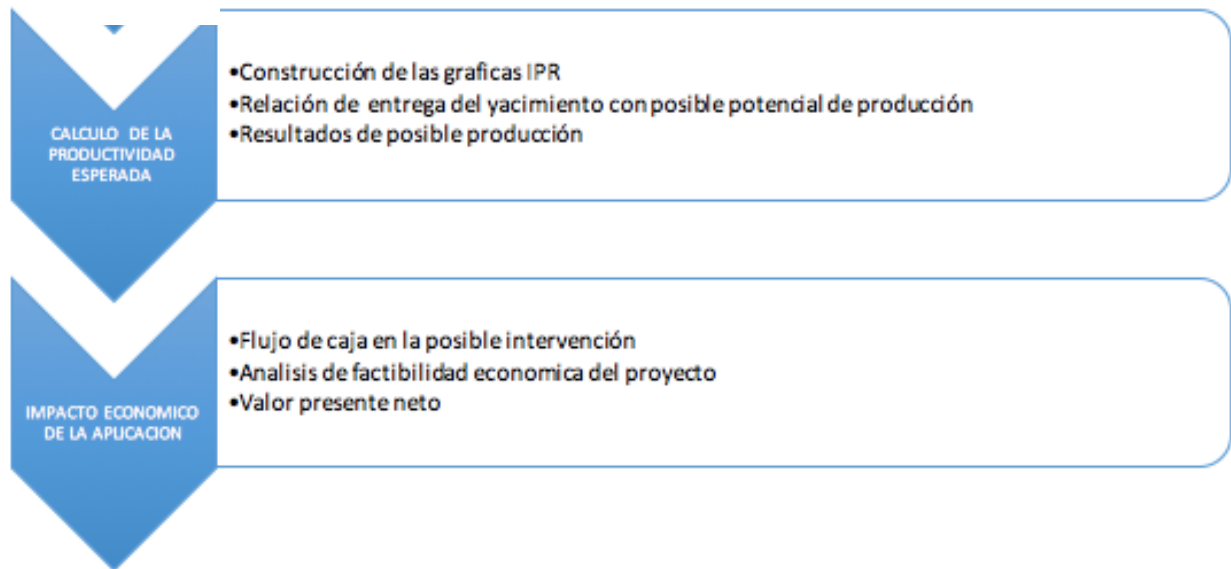 CALCULO DE LA
PRODUCTIVIDAD
ESPERADA
•Construcción de las graficas IPR
•Relación de entrega del yacimiento con posible potencial de producción
•Resultados de posible producción
IMPACTO ECONOMICO
DE LA APLICACION
•Flujo de caja en la posible intervención
•Analisis de factibilidad economica del proyecto
•Valor presente neto